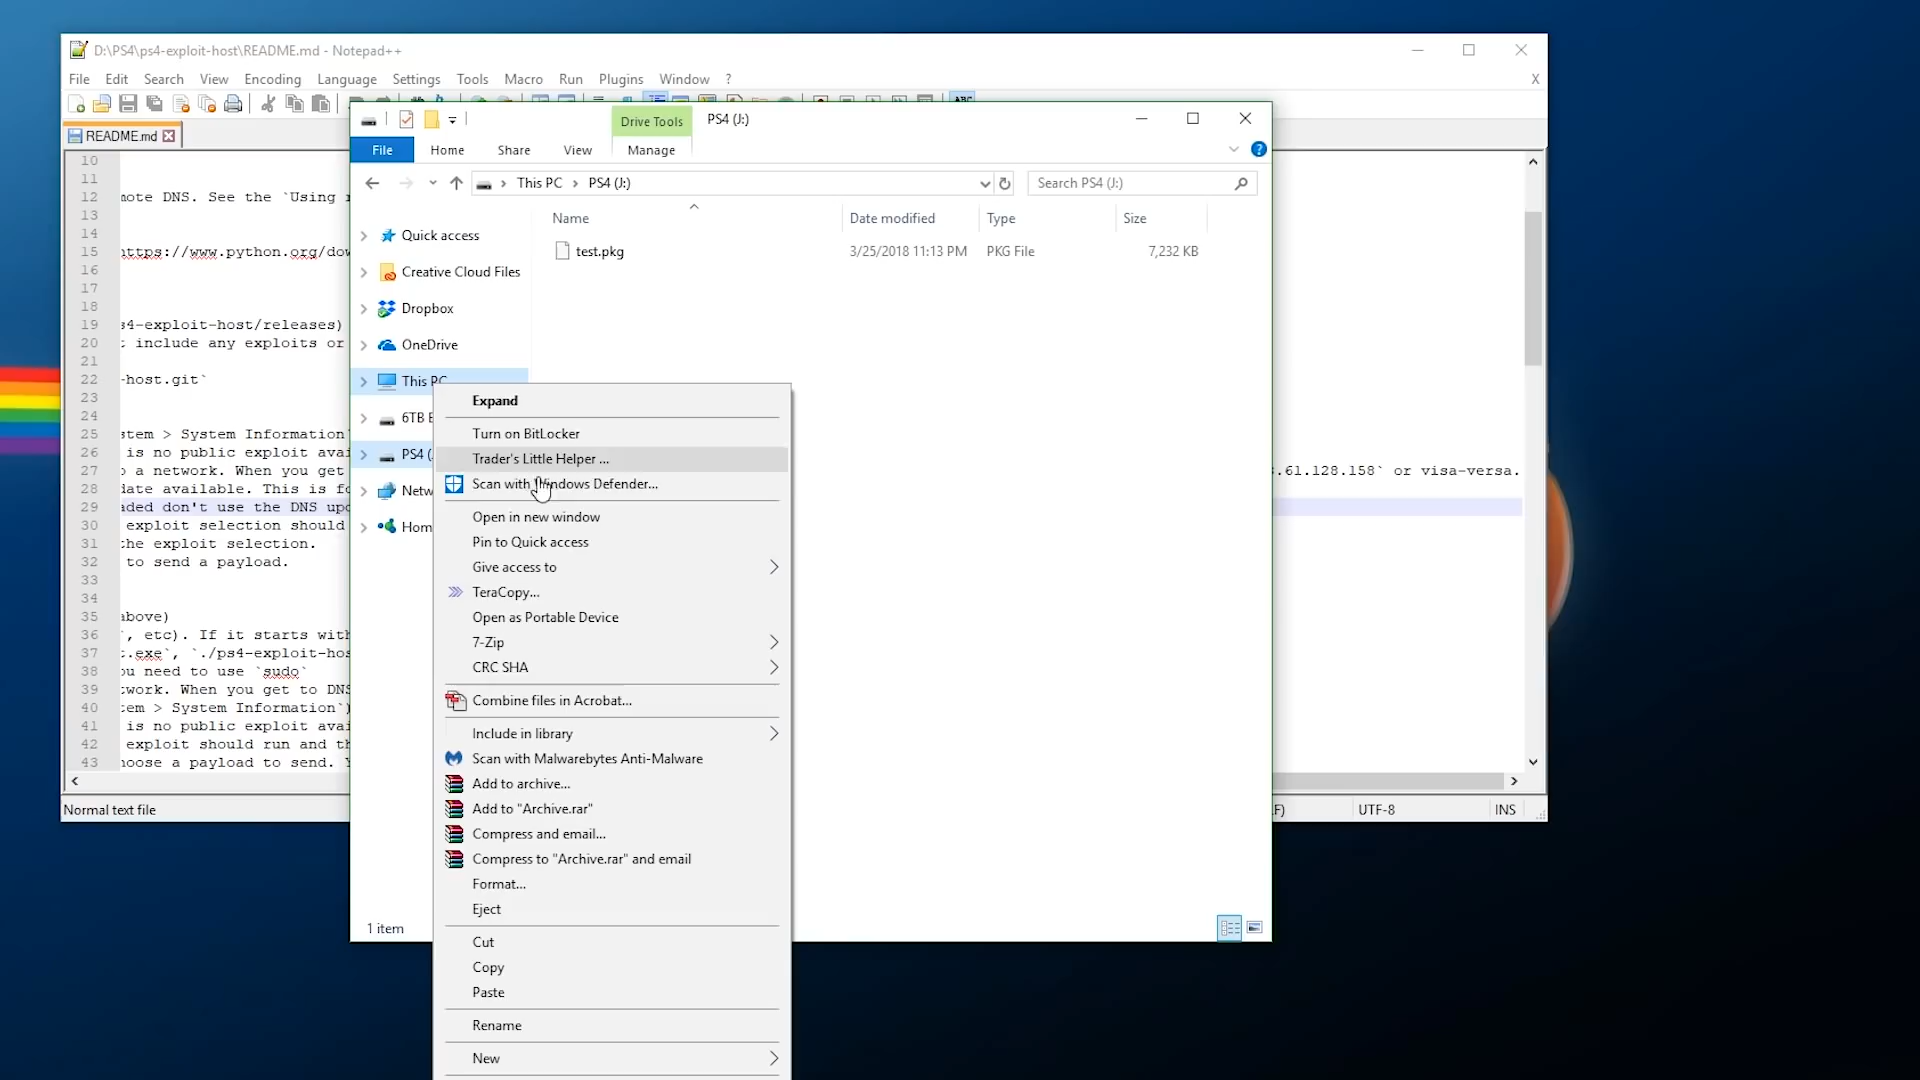 D:\PS4\ps4-exploit-host\README.md - Notepad++
File Edit Search View Encoding Language Settings Tools Macro Run Plugins Window ? X
README.md
10
11
12 note DNS. See the `Using
13
14
15 https://www.python.org/dow
16
17
18
19 s4-exploit-host/releases)
20 include any exploits or
21
22 -host.git`
23
24
25 stem > System Information`
26 is no public exploit avai
27 o a network. When you get .61.128.158` or visa-versa.
28 date available. This is fo
29 aded don't use the DNS upd
30 exploit selection should
31 the exploit selection.
32 to send a payload.
33
34
35 above)
36 `, etc). If it starts with
37 t.exe`, `./ps4-exploit-hos
38 ou need to use `sudo`
39 twork. When you get to DNS
40 tem > System Information`)
41 is no public exploit avai
42 exploit should run and th
43 hoose a payload to send. Y
Normal text file UTF-8 INS
Drive Tools PS4 (J:)
File Home Share View Manage
This PC PS4 (J:) Search PS4 (J:)
Name Date modified Type Size
test.pkg 3/25/2018 11:13 PM PKG File 7,232 KB
Quick access
Creative Cloud Files
Dropbox
OneDrive
This PC
6TB E
PS4 (
Netw
Hom
1 item
Expand
Turn on BitLocker
Trader's Little Helper ...
Scan with Windows Defender...
Open in new window
Pin to Quick access
Give access to
TeraCopy...
Open as Portable Device
7-Zip
CRC SHA
Combine files in Acrobat...
Include in library
Scan with Malwarebytes Anti-Malware
Add to archive...
Add to "Archive.rar"
Compress and email...
Compress to "Archive.rar" and email
Format...
Eject
Cut
Copy
Paste
Rename
New